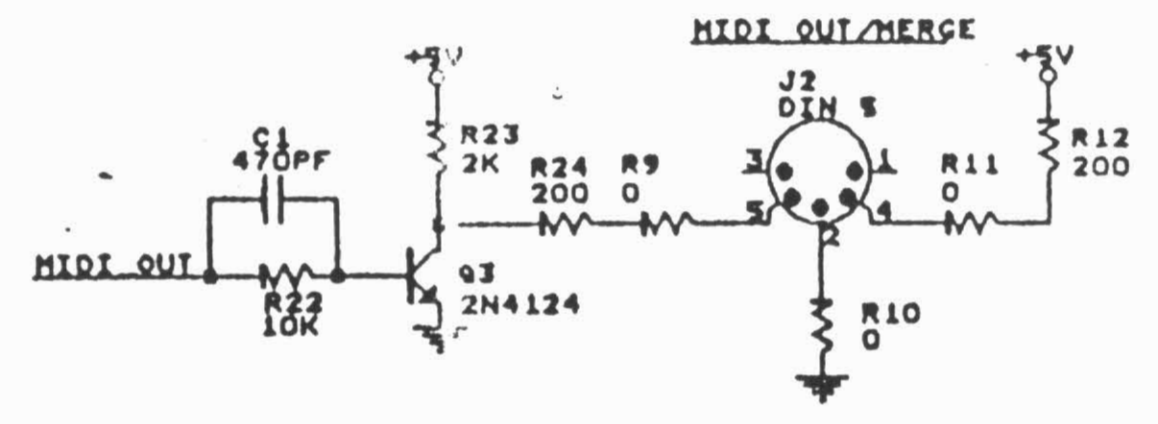 MIDI OUT/MERGE
+5V
+5V
J2
DIN 5
C1
470PF
R23
2K
R24
200
R9
0
3
1
R11
0
R12
200
5
4
2
MIDI OUT
R22
10K
Q3
2N4124
R10
0